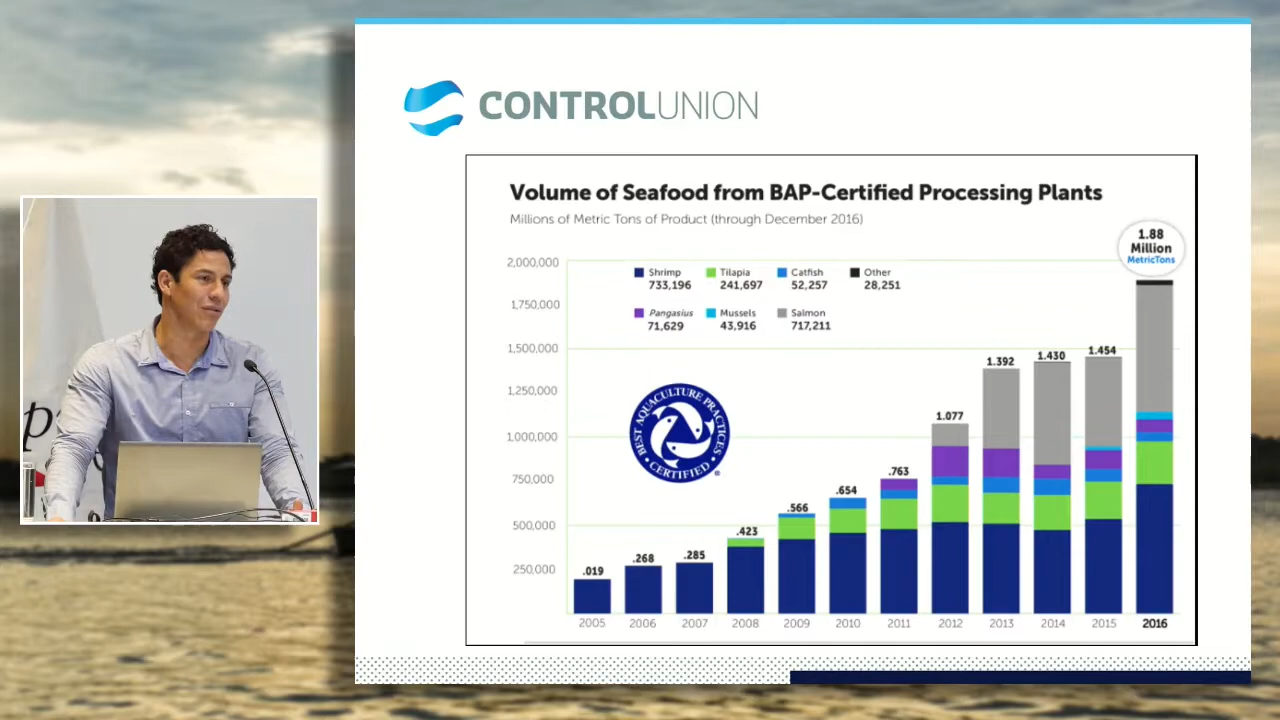 CONTROLUNION
Volume of Seafood from BAP-Certified Processing Plants
Millions of Metric Tons of Product (through December 2016)
1.88
Million
MetricTons
2,000,000
1,750,000
1,500,000
1,250,000
1,000,000
750,000
500,000
250,000
Shrimp
733,196
Tilapia
241,697
Catfish
52,257
Other
28,251
Pangasius
71,629
Mussels
43,916
Salmon
717,211
BEST AQUACULTURE PRACTICES
CERTIFIED
.019
.268
.285
.423
.566
.654
.763
1.077
1.392
1.430
1.454
2005
2006
2007
2008
2009
2010
2011
2012
2013
2014
2015
2016